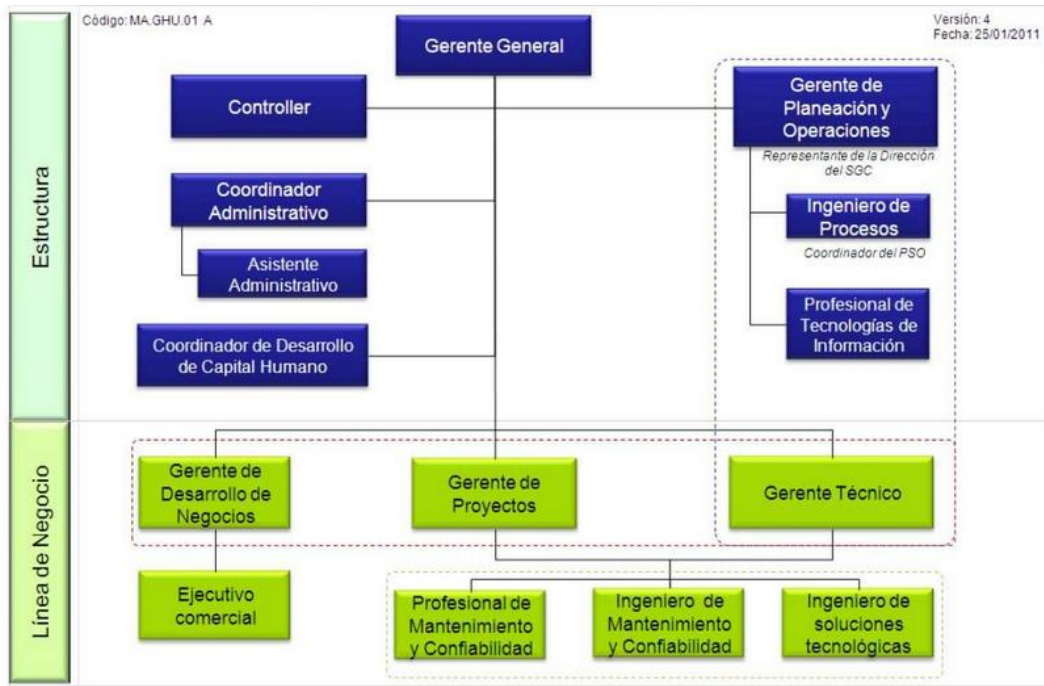 Código: MA.GHU.01 A
Versión: 4
Fecha: 25/01/2011
Estructura
Gerente General
Controller
Gerente de
Planeación y
Operaciones
Representante de la Dirección
del SGC
Coordinador
Administrativo
Ingeniero de
Procesos
Coordinador del PSO
Asistente
Administrativo
Profesional de
Tecnologías de
Información
Coordinador de Desarrollo
de Capital Humano
Línea de Negocio
Gerente de
Desarrollo de
Negocios
Gerente de
Proyectos
Gerente Técnico
Ejecutivo
comercial
Profesional de
Mantenimiento
y Confiabilidad
Ingeniero de
Mantenimiento
y Confiabilidad
Ingeniero de
soluciones
tecnológicas